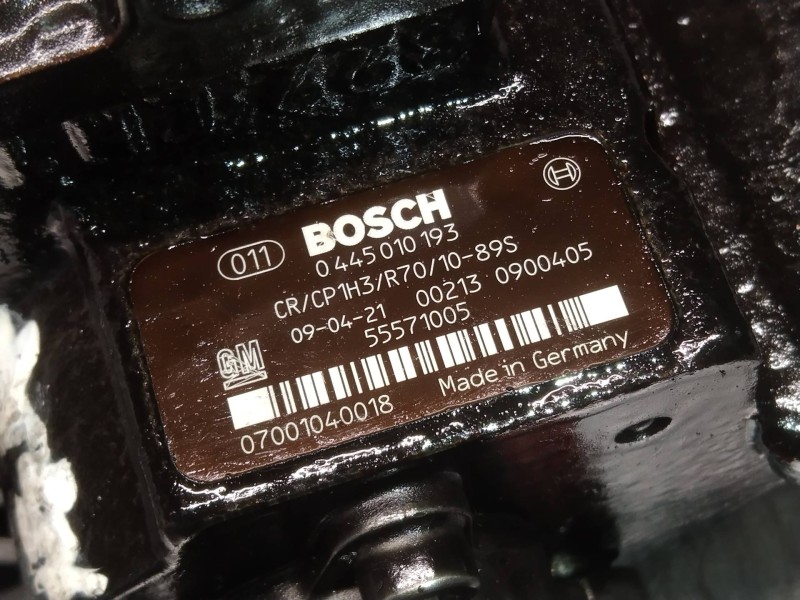 011
BOSCH
0 445 010 193
CR/CP1H3/R70/10-89S
09-04-21 00213 0900405
55571005
GM
07001040018 Made in Germany